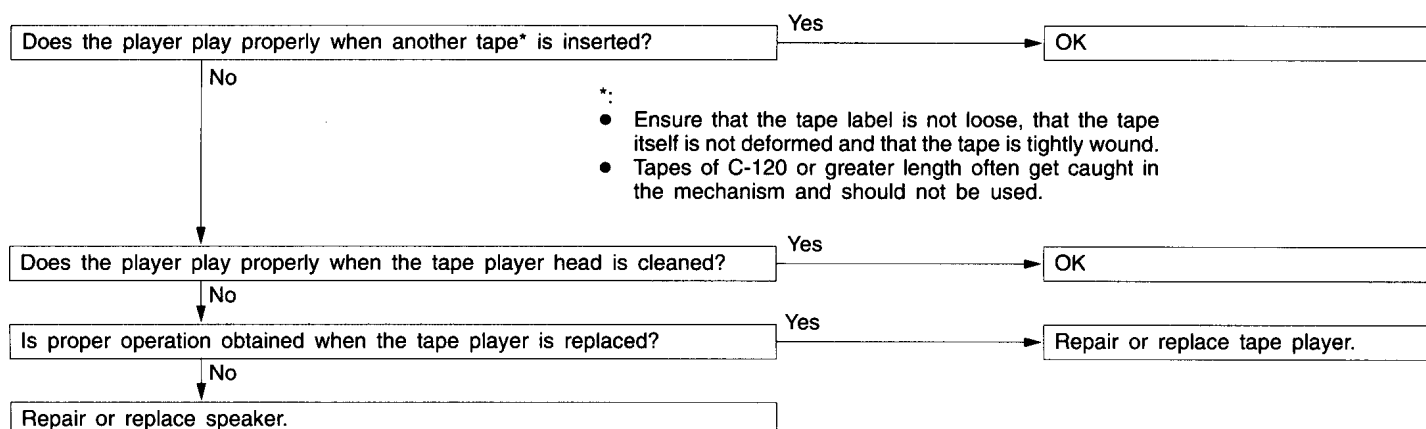 Does the player play properly when another tape* is inserted?
Yes
OK
No
*:
● Ensure that the tape label is not loose, that the tape
itself is not deformed and that the tape is tightly wound.
● Tapes of C-120 or greater length often get caught in
the mechanism and should not be used.
Does the player play properly when the tape player head is cleaned?
Yes
OK
No
Is proper operation obtained when the tape player is replaced?
Yes
Repair or replace tape player.
No
Repair or replace speaker.